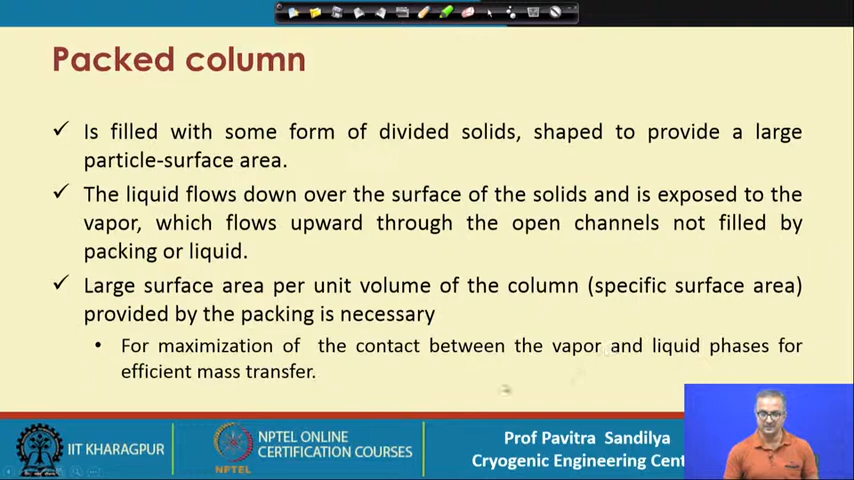 Packed column
✓ Is filled with some form of divided solids, shaped to provide a large
particle-surface area.
✓ The liquid flows down over the surface of the solids and is exposed to the
vapor, which flows upward through the open channels not filled by
packing or liquid.
✓ Large surface area per unit volume of the column (specific surface area)
provided by the packing is necessary
• For maximization of the contact between the vapor and liquid phases for
efficient mass transfer.
IIT KHARAGPUR
NPTEL
NPTEL ONLINE
CERTIFICATION COURSES
Prof Pavitra Sandilya
Cryogenic Engineering Cent